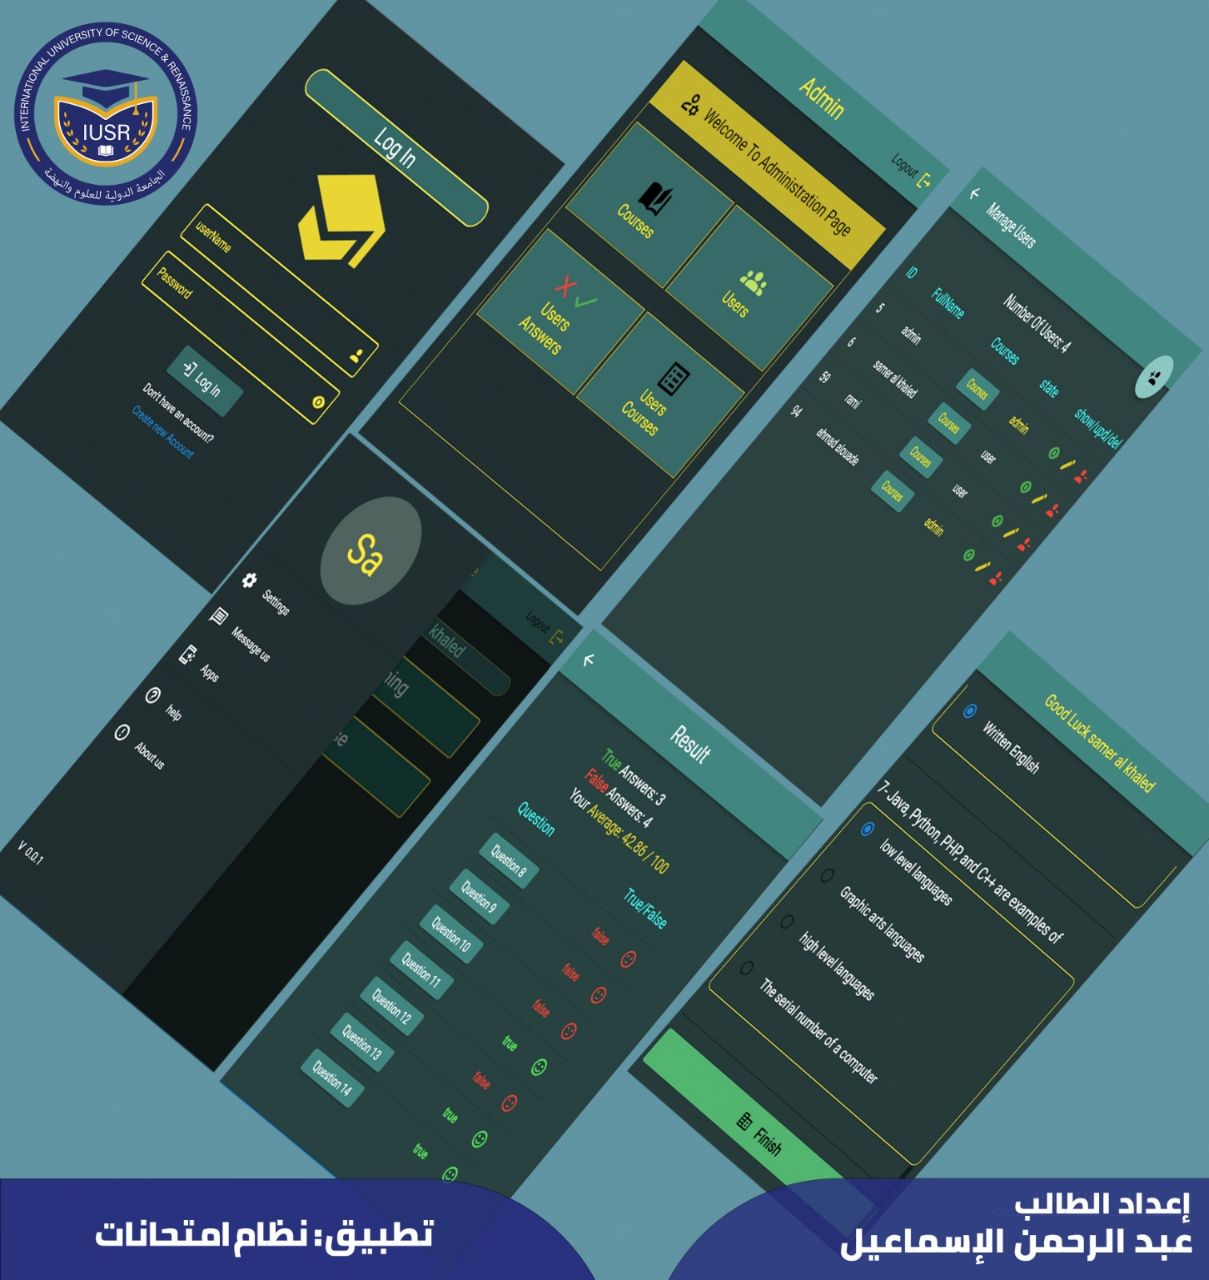 INTERNATIONAL UNIVERSITY OF SCIENCE & RENAISSANCE
IUSR
الجامعة الدولية للعلوم والنهضة
Log In
userName
Password
Log In
Don't have an account?
Create new Account
Admin
Logout
Welcome To Administration Page
Courses
Users
Users Answers
Users Courses
Manage Users
Number Of Users: 4
ID FullName Courses state show/upd/del
5 admin Courses admin
6 samer al khaled Courses user
59 rami Courses user
94 ahmad alouade Courses admin
Sa
Settings
Message us
Apps
help
About us
V 0.0.1
Logout
khaled
Result
True Answers: 3
False Answers: 4
Your Average: 42.86 / 100
Question True/False
Question 8 false
Question 9 false
Question 10 false
Question 11 true
Question 12 false
Question 13 true
Question 14 true
Good Luck samer al khaled
Written English
7- Java, Python, PHP, and C++ are examples of
low level languages
Graphic arts languages
high level languages
The serial number of a computer
Finish
تطبيق: نظام امتحانات
إعداد الطالب
عبد الرحمن الإسماعيل